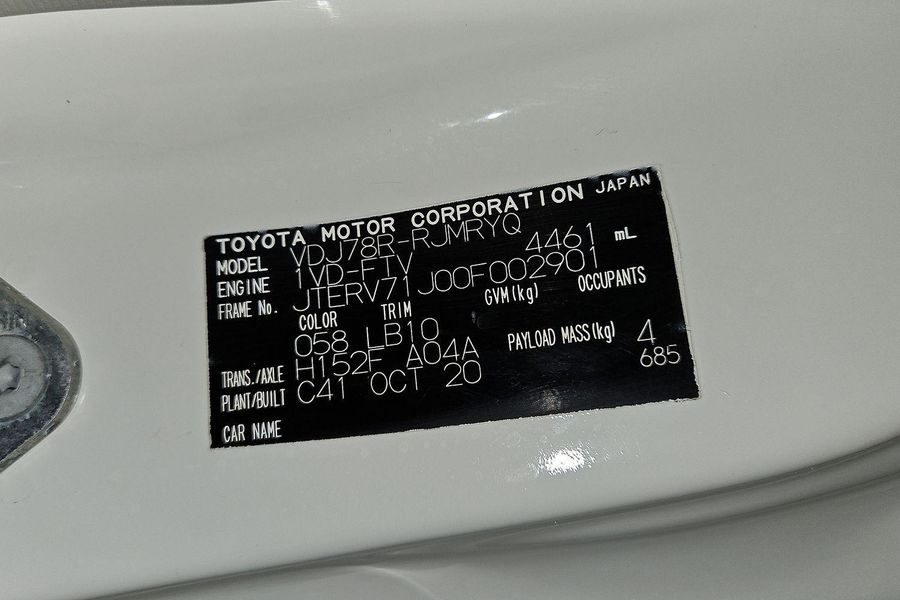 TOYOTA MOTOR CORPORATION JAPAN
MODEL VDJ78R-RJMRYQ
ENGINE 1VD-FTV 4461 mL
FRAME No. JTERV71J00F002901
COLOR TRIM GVM(kg) OCCUPANTS
058 LB10 4
TRANS./AXLE H152F A04A PAYLOAD MASS(kg) 685
PLANT/BUILT C41 OCT 20
CAR NAME